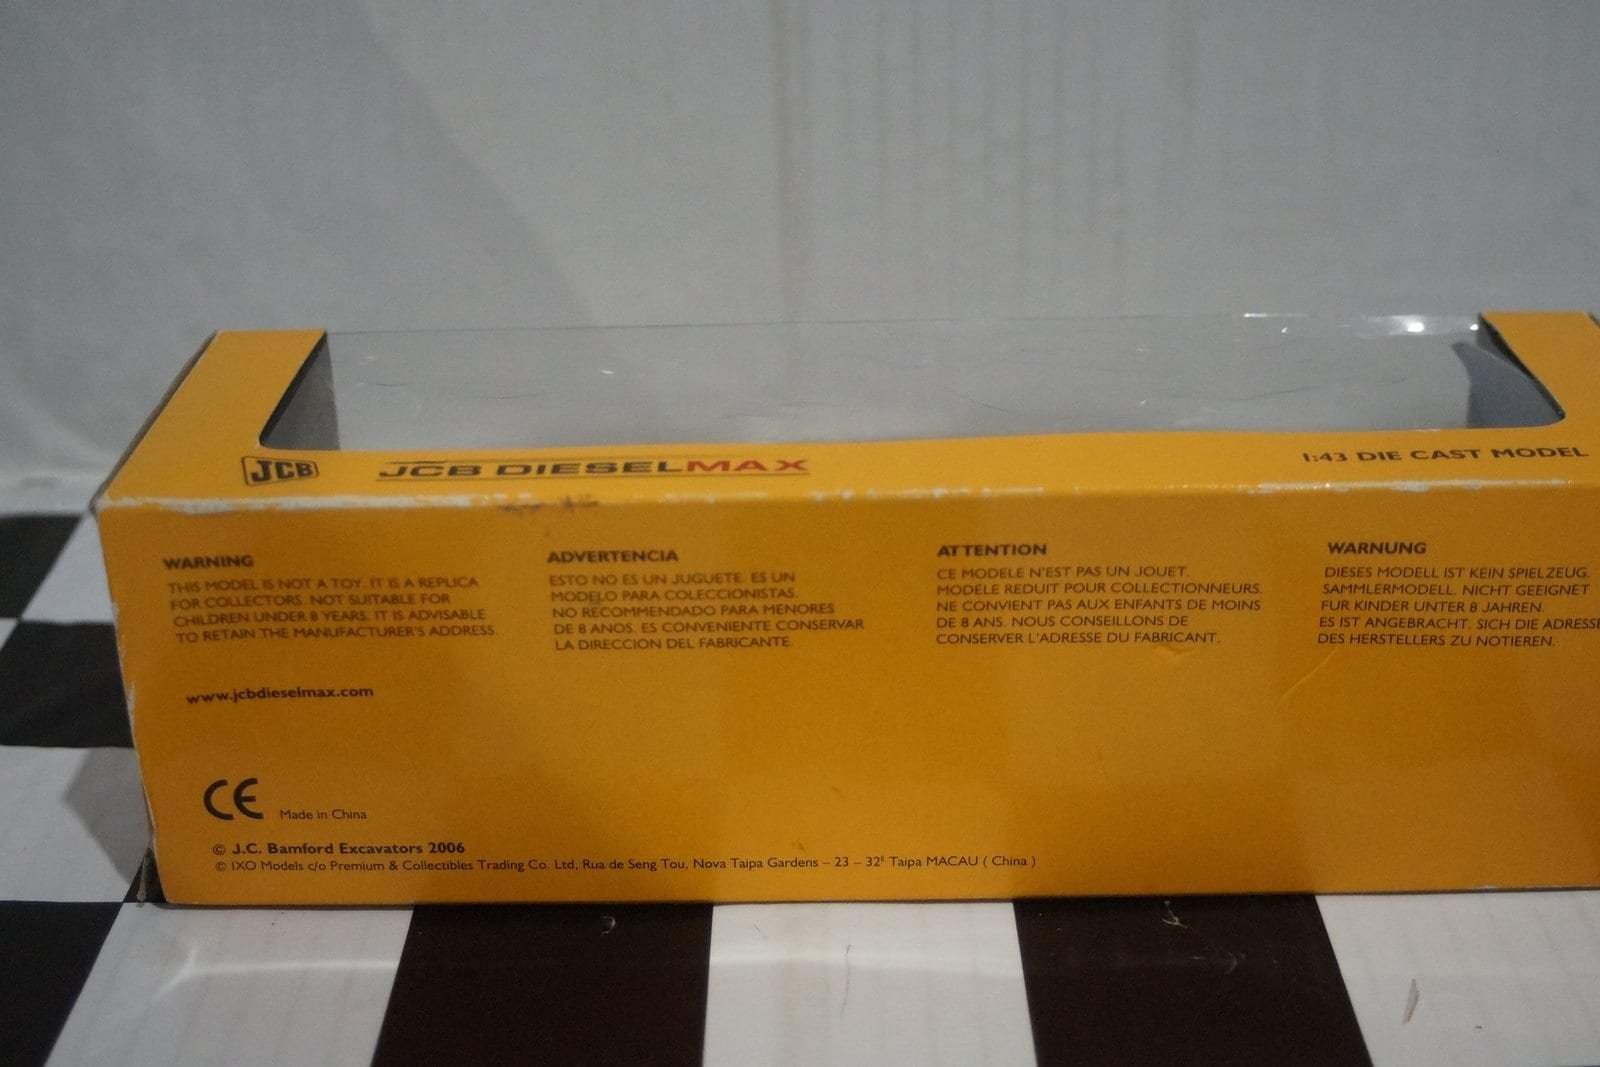 JCB
JCB DIESELMAX
1:43 DIE CAST MODEL
WARNING
THIS MODEL IS NOT A TOY. IT IS A REPLICA
FOR COLLECTORS. NOT SUITABLE FOR
CHILDREN UNDER 8 YEARS. IT IS ADVISABLE
TO RETAIN THE MANUFACTURER'S ADDRESS.
ADVERTENCIA
ESTO NO ES UN JUGUETE. ES UN
MODELO PARA COLECCIONISTAS.
NO RECOMMENDADO PARA MENORES
DE 8 ANOS. ES CONVENIENTE CONSERVAR
LA DIRECCION DEL FABRICANTE.
ATTENTION
CE MODELE N'EST PAS UN JOUET.
MODELE REDUIT POUR COLLECTIONNEURS.
NE CONVIENT PAS AUX ENFANTS DE MOINS
DE 8 ANS. NOUS CONSEILLONS DE
CONSERVER L'ADRESSE DU FABRICANT.
WARNUNG
DIESES MODELL IST KEIN SPIELZEUG.
SAMMLERMODELL. NICHT GEEIGNET
FUR KINDER UNTER 8 JAHREN.
ES IST ANGEBRACHT. SICH DIE ADRESSE
DES HERSTELLERS ZU NOTIEREN.
www.jcbdieselmax.com
CE Made in China
© J.C. Bamford Excavators 2006
© IXO Models c/o Premium & Collectibles Trading Co. Ltd, Rua de Seng Tou, Nova Taipa Gardens – 23 – 32E Taipa MACAU ( China )